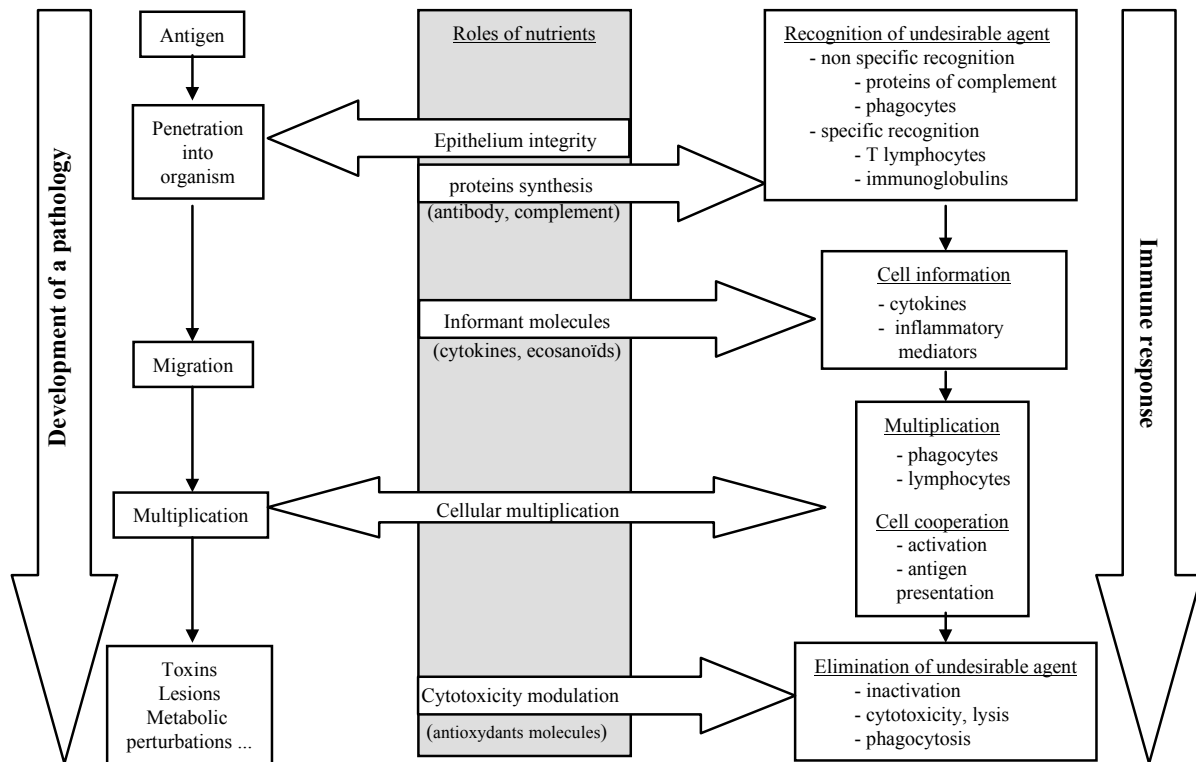 Development of a pathology
Antigen
Penetration
into
organism
Migration
Multiplication
Toxins
Lesions
Metabolic
perturbations ...
Roles of nutrients
Epithelium integrity
proteins synthesis
(antibody, complement)
Informant molecules
(cytokines, ecosanoïds)
Cellular multiplication
Cytotoxicity modulation
(antioxydants molecules)
Recognition of undesirable agent
- non specific recognition
- proteins of complement
- phagocytes
- specific recognition
- T lymphocytes
- immunoglobulins
Cell information
- cytokines
- inflammatory
mediators
Multiplication
- phagocytes
- lymphocytes
Cell cooperation
- activation
- antigen
presentation
Elimination of undesirable agent
- inactivation
- cytotoxicity, lysis
- phagocytosis
Immune response